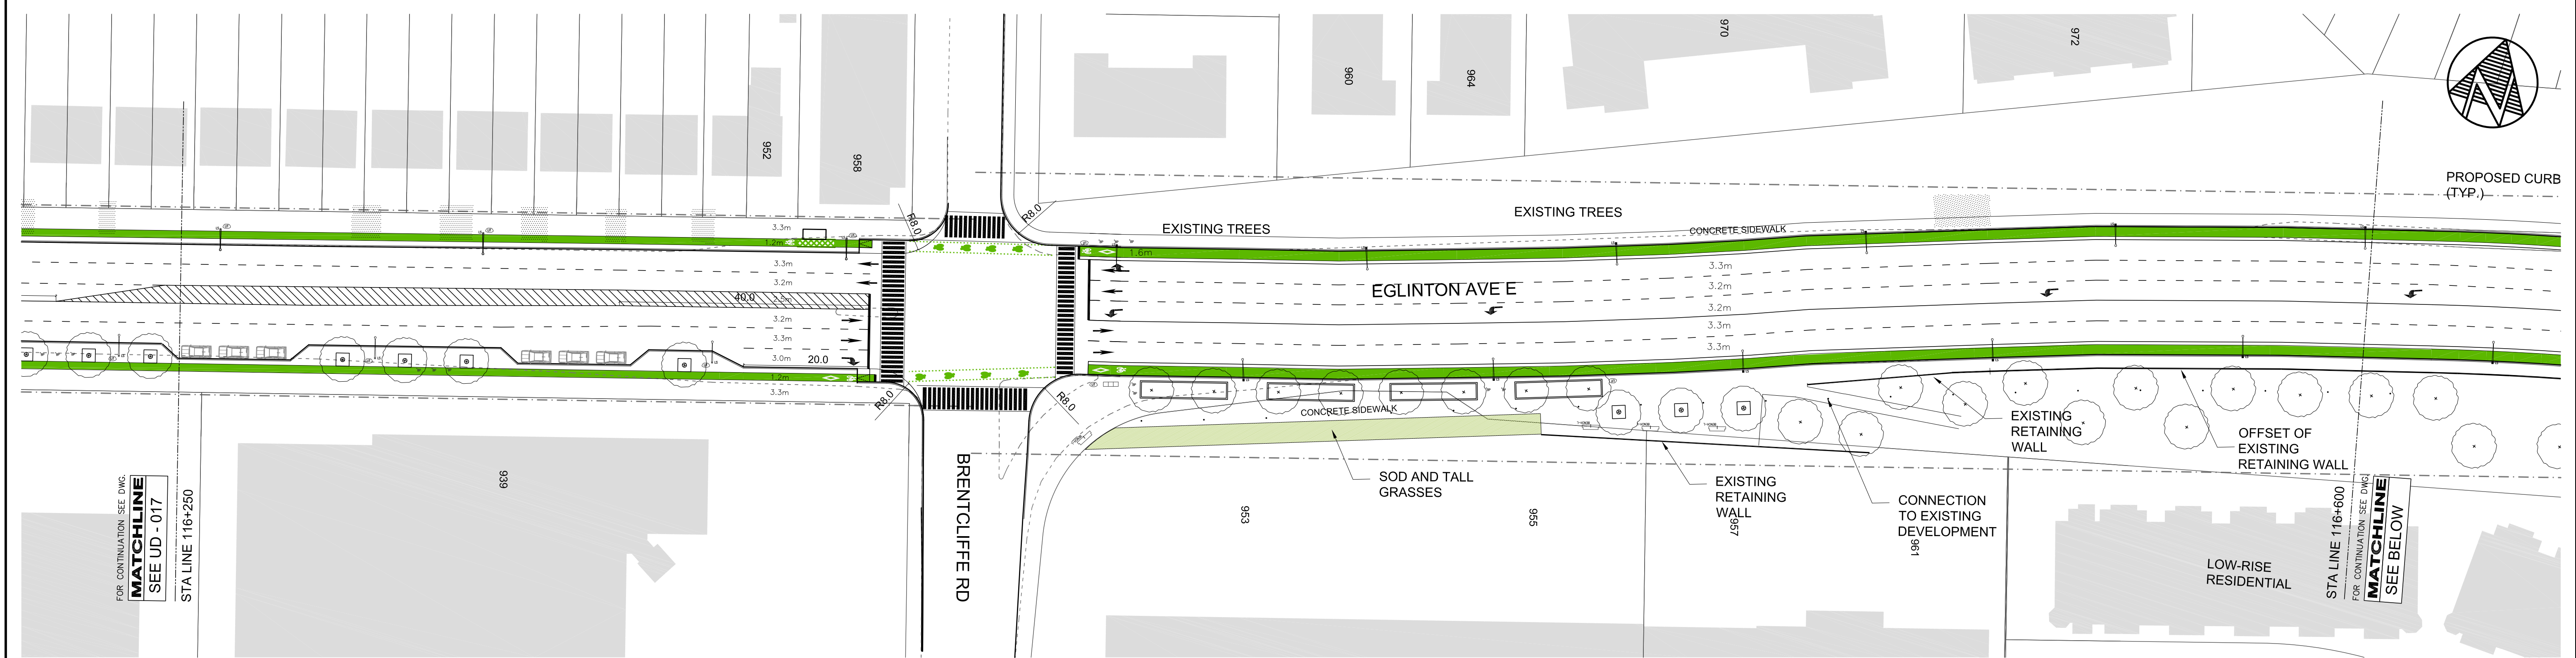 970
972
960
964
952
958
PROPOSED CURB
(TYP.)
R8.0
R8.0
EXISTING TREES
EXISTING TREES
CONCRETE SIDEWALK
3.3m
1.2m
1.6m
3.3m
3.2m
40.0
2.5m
3.2m
3.3m
3.0m
20.0
1.2m
3.3m
EGLINTON AVE E
3.3m
3.2m
3.2m
3.3m
3.3m
R8.0
R8.0
CONCRETE SIDEWALK
BRENTCLIFFE RD
SOD AND TALL
GRASSES
EXISTING
RETAINING
WALL
CONNECTION
TO EXISTING
DEVELOPMENT
EXISTING
RETAINING
WALL
OFFSET OF
EXISTING
RETAINING WALL
939
953
955
957
961
LOW-RISE
RESIDENTIAL
FOR CONTINUATION SEE DWG.
MATCHLINE
SEE UD - 017
STA LINE 116+250
STA LINE 116+600
FOR CONTINUATION SEE DWG.
MATCHLINE
SEE BELOW